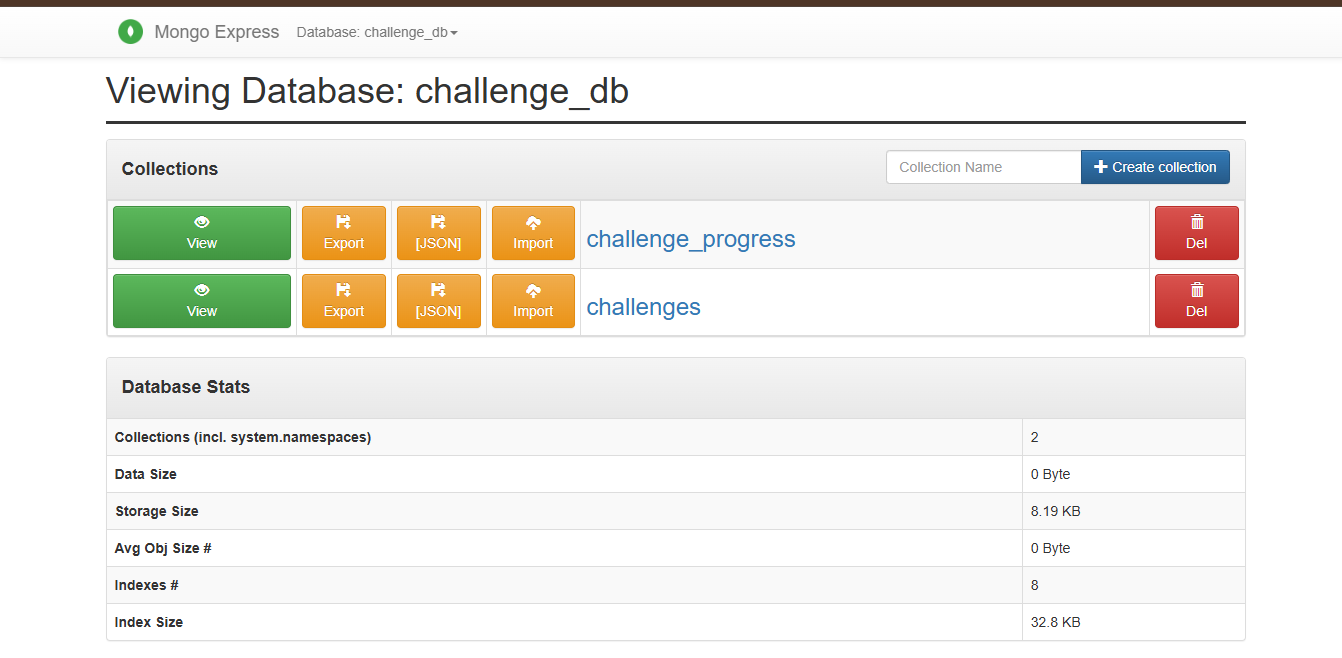 Mongo Express Database: challenge_db
Viewing Database: challenge_db
Collections Collection Name Create collection
View Export [JSON] Import challenge_progress Del
View Export [JSON] Import challenges Del
Database Stats
Collections (incl. system.namespaces) 2
Data Size 0 Byte
Storage Size 8.19 KB
Avg Obj Size # 0 Byte
Indexes # 8
Index Size 32.8 KB